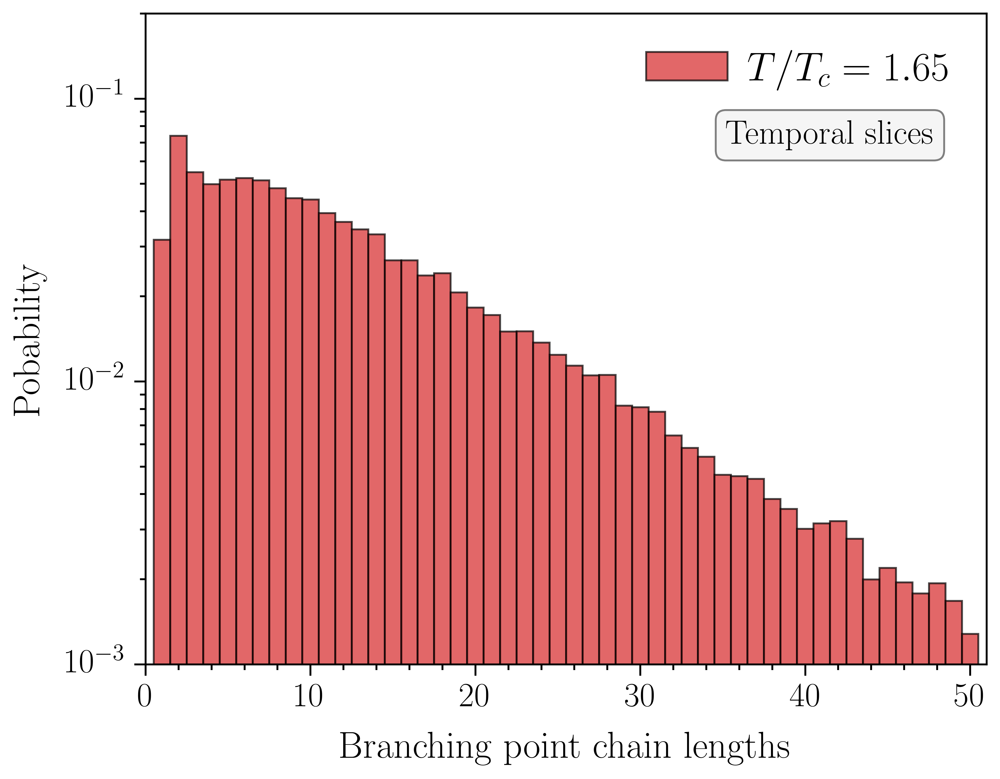 T/T_c = 1.65
Temporal slices
10^{-1}
10^{-2}
10^{-3}
Pobability
0 10 20 30 40 50
Branching point chain lengths